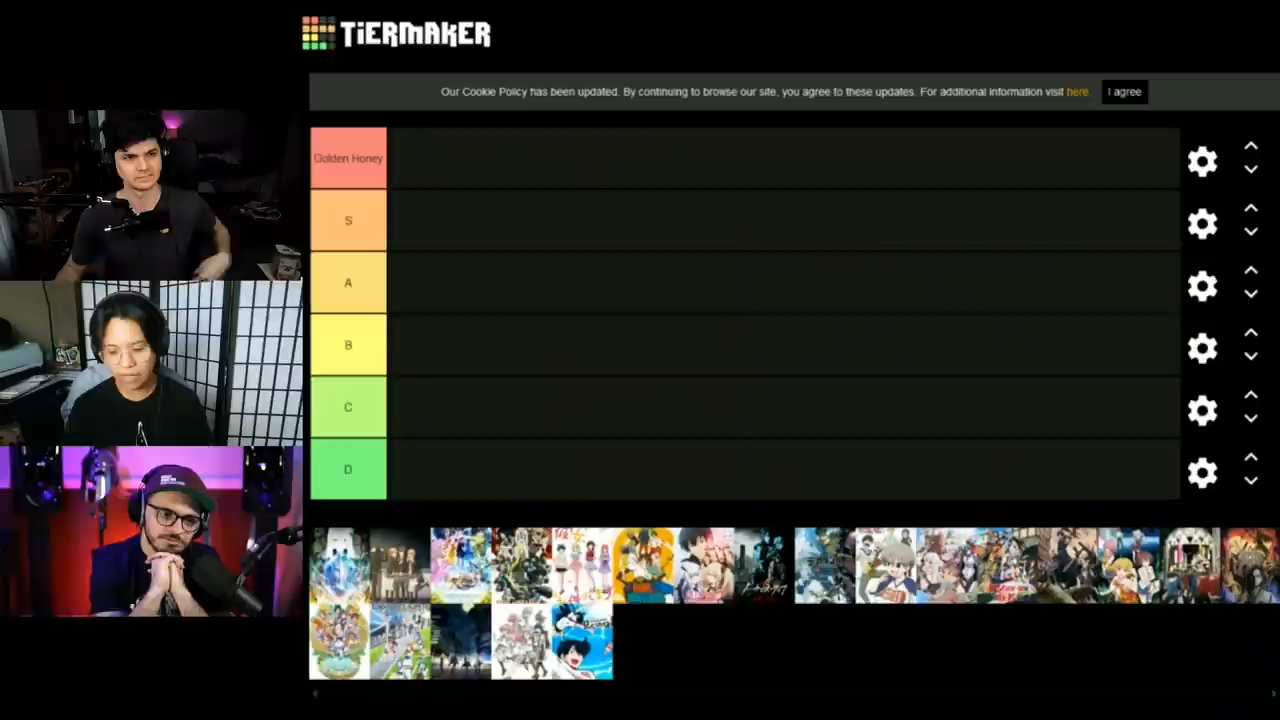 TiERMAKER
Our Cookie Policy has been updated. By continuing to browse our site, you agree to these updates. For additional information visit here. I agree
Golden Honey
S
A
B
C
D